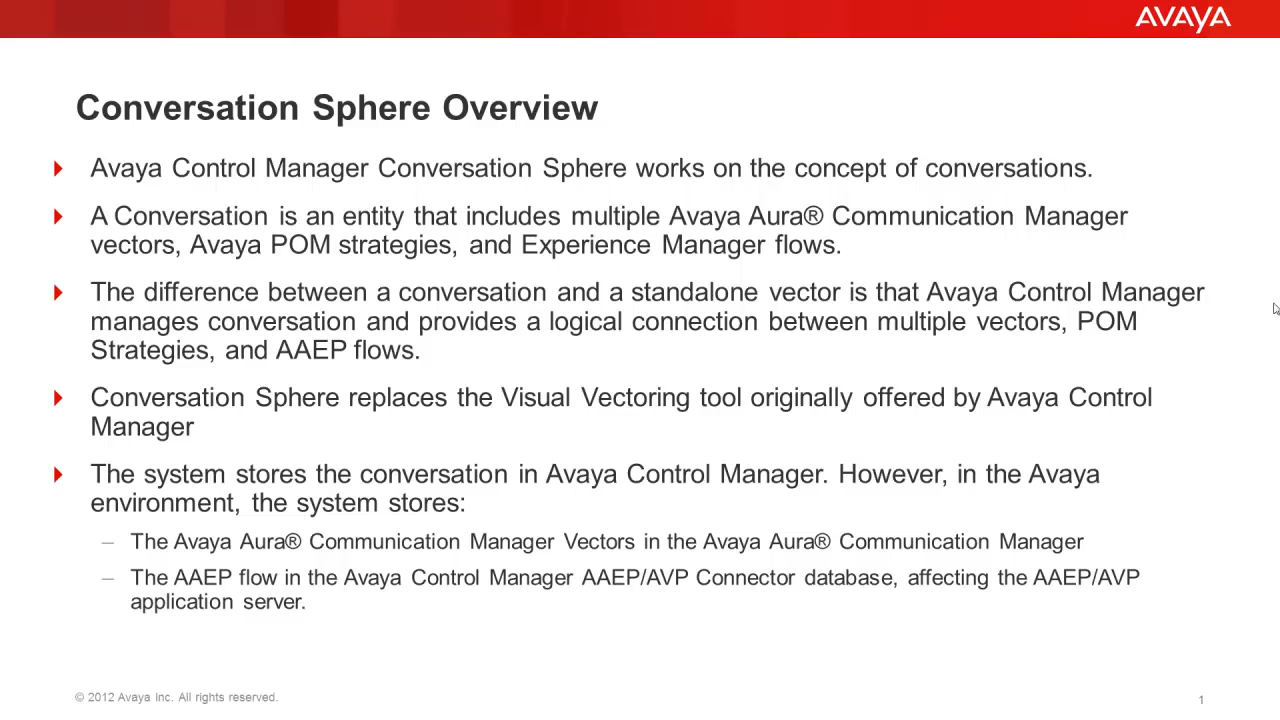 AVAYA
Conversation Sphere Overview
Avaya Control Manager Conversation Sphere works on the concept of conversations.
A Conversation is an entity that includes multiple Avaya Aura® Communication Manager
vectors, Avaya POM strategies, and Experience Manager flows.
The difference between a conversation and a standalone vector is that Avaya Control Manager
manages conversation and provides a logical connection between multiple vectors, POM
Strategies, and AAEP flows.
Conversation Sphere replaces the Visual Vectoring tool originally offered by Avaya Control
Manager
The system stores the conversation in Avaya Control Manager. However, in the Avaya
environment, the system stores:
– The Avaya Aura® Communication Manager Vectors in the Avaya Aura® Communication Manager
– The AAEP flow in the Avaya Control Manager AAEP/AVP Connector database, affecting the AAEP/AVP
application server.
© 2012 Avaya Inc. All rights reserved.
1